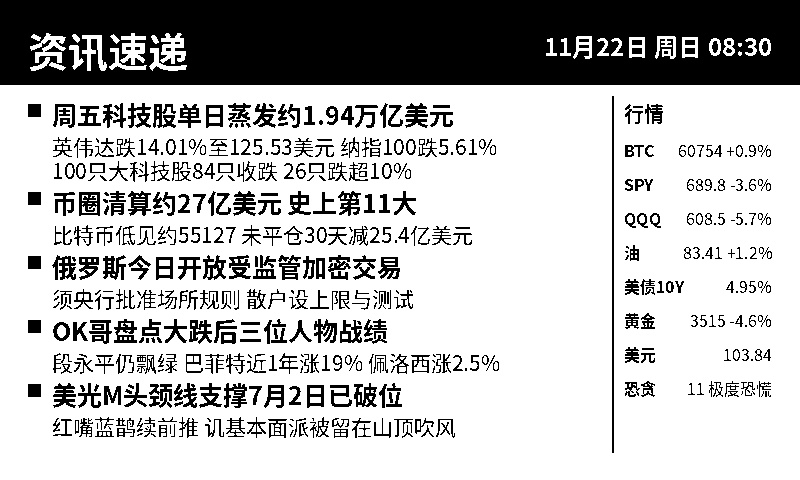 资讯速递
11月22日 周日 08:30
■ 周五科技股单日蒸发约1.94万亿美元
英伟达跌14.01%至125.53美元 纳指100跌5.61%
100只大科技股84只收跌 26只跌超10%
■ 币圈清算约27亿美元 史上第11大
比特币低见约55127 未平仓30天减25.4亿美元
■ 俄罗斯今日开放受监管加密交易
须央行批准场所规则 散户设上限与测试
■ OK哥盘点大跌后三位人物战绩
段永平仍飘绿 巴菲特近1年涨19% 佩洛西涨2.5%
■ 美光M头颈线支撑7月2日已破位
红嘴蓝鹊续前推 讥基本面派被留在山顶吹风
行情
BTC 60754 +0.9%
SPY 689.8 -3.6%
QQQ 608.5 -5.7%
油 83.41 +1.2%
美债10Y 4.95%
黄金 3515 -4.6%
美元 103.84
恐贪 11 极度恐慌